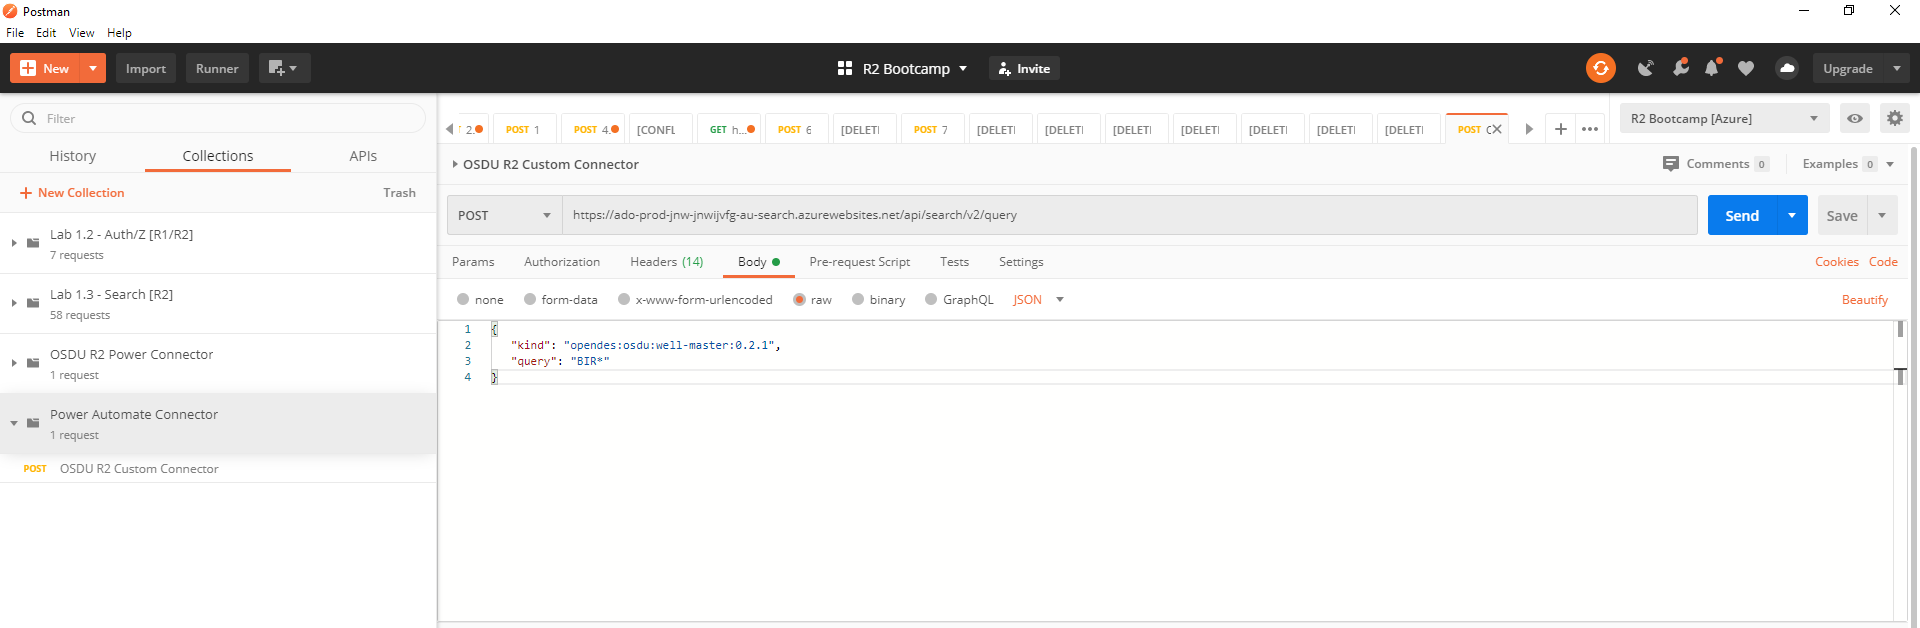 Postman
File Edit View Help
New Import Runner R2 Bootcamp Invite Upgrade
Filter
History Collections APIs
New Collection Trash
Lab 1.2 - Auth/Z [R1/R2]
7 requests
Lab 1.3 - Search [R2]
58 requests
OSDU R2 Power Connector
1 request
Power Automate Connector
1 request
POST OSDU R2 Custom Connector
2. POST 1 POST 4. [CONFL GET h... POST 6 [DELETI POST 7 [DELETI [DELETI [DELETI [DELETI [DELETI [DELETI [DELETI POST R2 Bootcamp [Azure]
OSDU R2 Custom Connector Comments 0 Examples 0
POST https://ado-prod-jnw-jnwijvfg-au-search.azurewebsites.net/api/search/v2/query Send Save
Params Authorization Headers (14) Body Pre-request Script Tests Settings Cookies Code
none form-data x-www-form-urlencoded raw binary GraphQL JSON Beautify
1 {
2 "kind": "opendes:osdu:well-master:0.2.1",
3 "query": "BIR*"
4 }